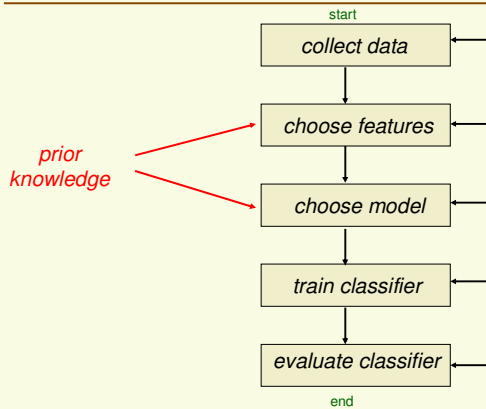 start
collect data
choose features
prior
knowledge
choose model
train classifier
evaluate classifier
end